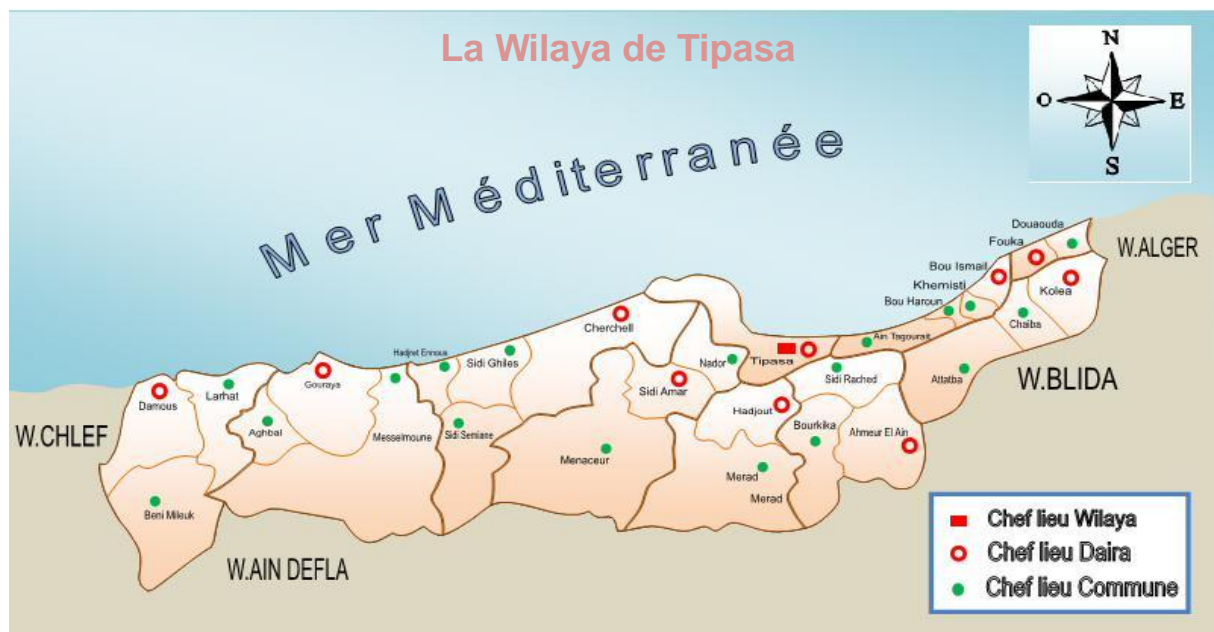 La Wilaya de Tipasa
N
O
E
S
Mer Méditerranée
Douaouda
Fouka
W.ALGER
Bou Ismail
Khemisti
Kolea
Bou Haroun
Chaiba
Cherchell
Ain Tagourait
Hadjret Ennous
Sidi Ghiles
Nador
Tipasa
Sidi Rached
Attatba
W.BLIDA
Gouraya
Larhat
Damous
Sidi Amar
Hadjout
Bourkika
Ahmeur El Ain
W.CHLEF
Aghbal
Messelmoune
Sidi Semiane
Menaceur
Merad
Merad
Beni Mileuk
W.AIN DEFLA
Chef lieu Wilaya
Chef lieu Daira
Chef lieu Commune